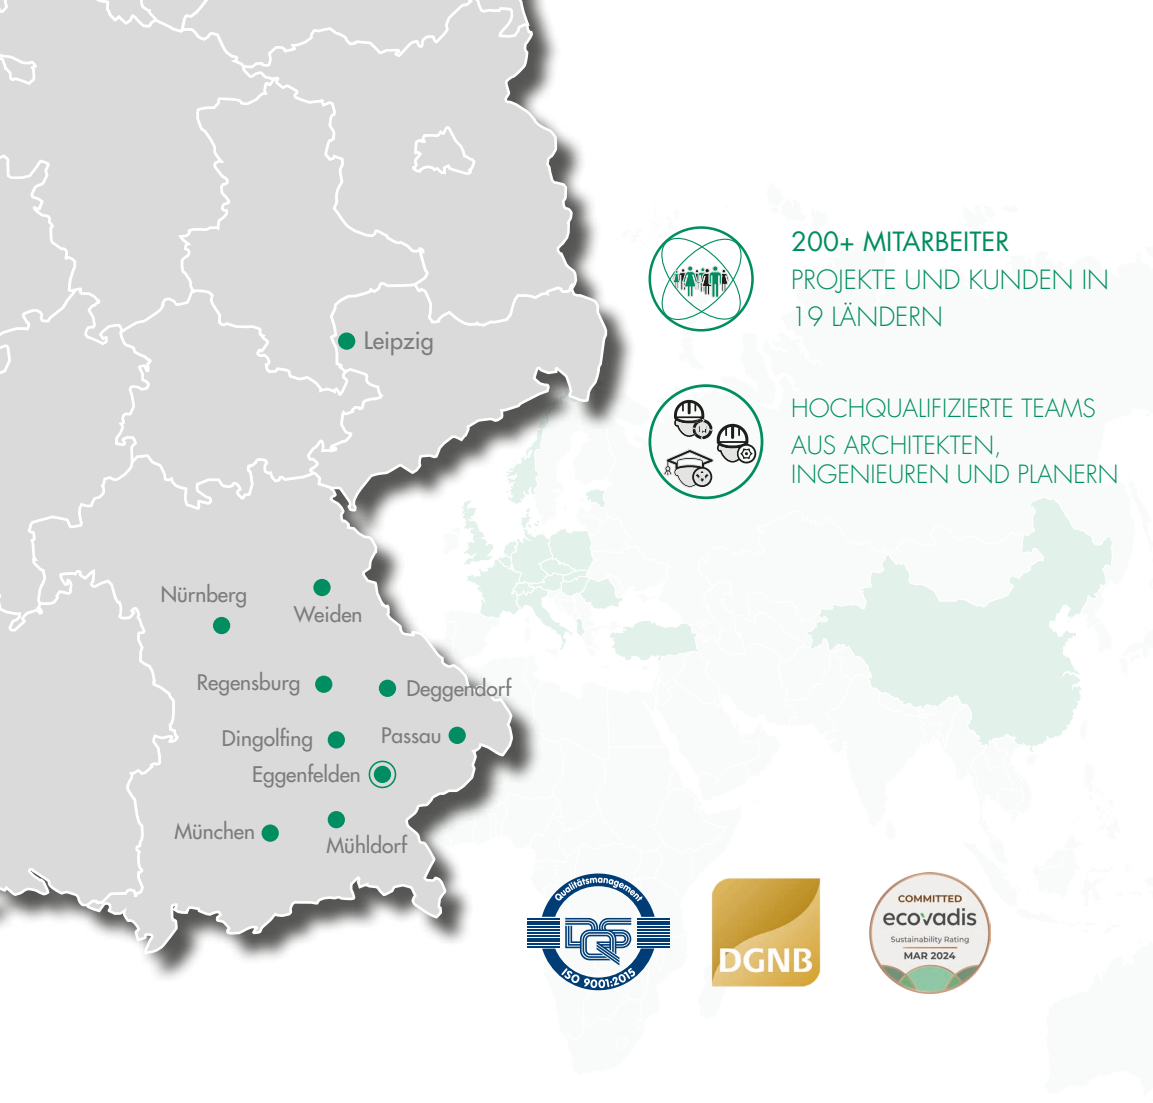 200+ MITARBEITER
PROJEKTE UND KUNDEN IN
19 LÄNDERN
Leipzig
HOCHQUALIFIZIERTE TEAMS
AUS ARCHITEKTEN,
INGENIEUREN UND PLANERN
Nürnberg
Weiden
Regensburg
Deggendorf
Dingolfing
Passau
Eggenfelden
München
Mühldorf
Qualitätsmanagement
DQS
ISO 9001:2015
DGNB
COMMITTED
ecovadis
Sustainability Rating
MAR 2024